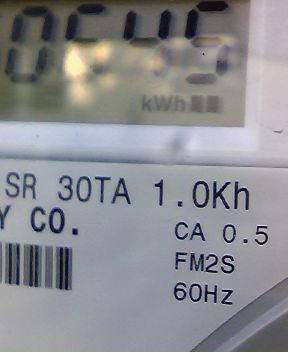 kWh
SR 30TA 1.0Kh
Y CO.
CA 0.5
FM2S
60Hz